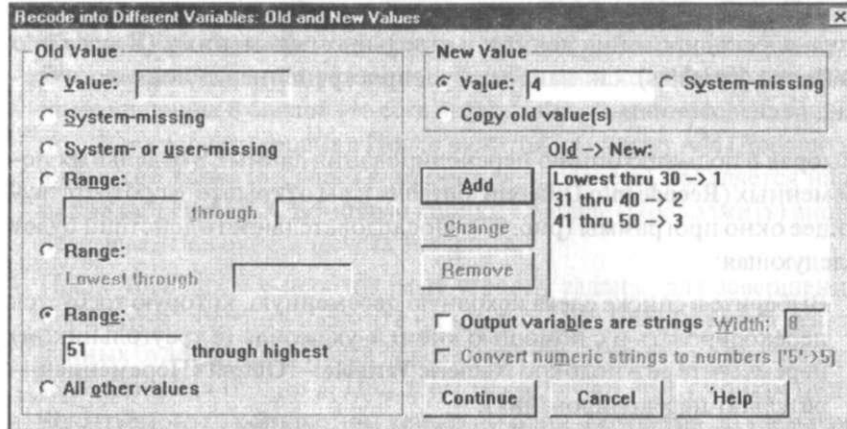 Recode into Different Variables: Old and New Values
Old Value
Value:
System-missing
System- or user-missing
Range:
through
Range:
Lowest through
Range:
51 through highest
All other values
New Value
Value: 4 System-missing
Copy old value(s)
Old –> New:
Add
Change
Remove
Lowest thru 30 –> 1
31 thru 40 –> 2
41 thru 50 –> 3
Output variables are strings Width: 8
Convert numeric strings to numbers ('5'->5)
Continue Cancel Help